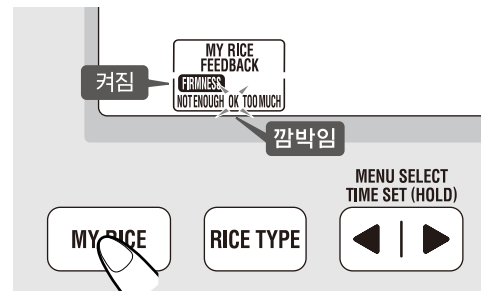 MY RICE
FEEDBACK
켜짐
FIRMNESS
NOT ENOUGH OK TOO MUCH
깜박임
MENU SELECT
TIME SET (HOLD)
MY RICE
RICE TYPE